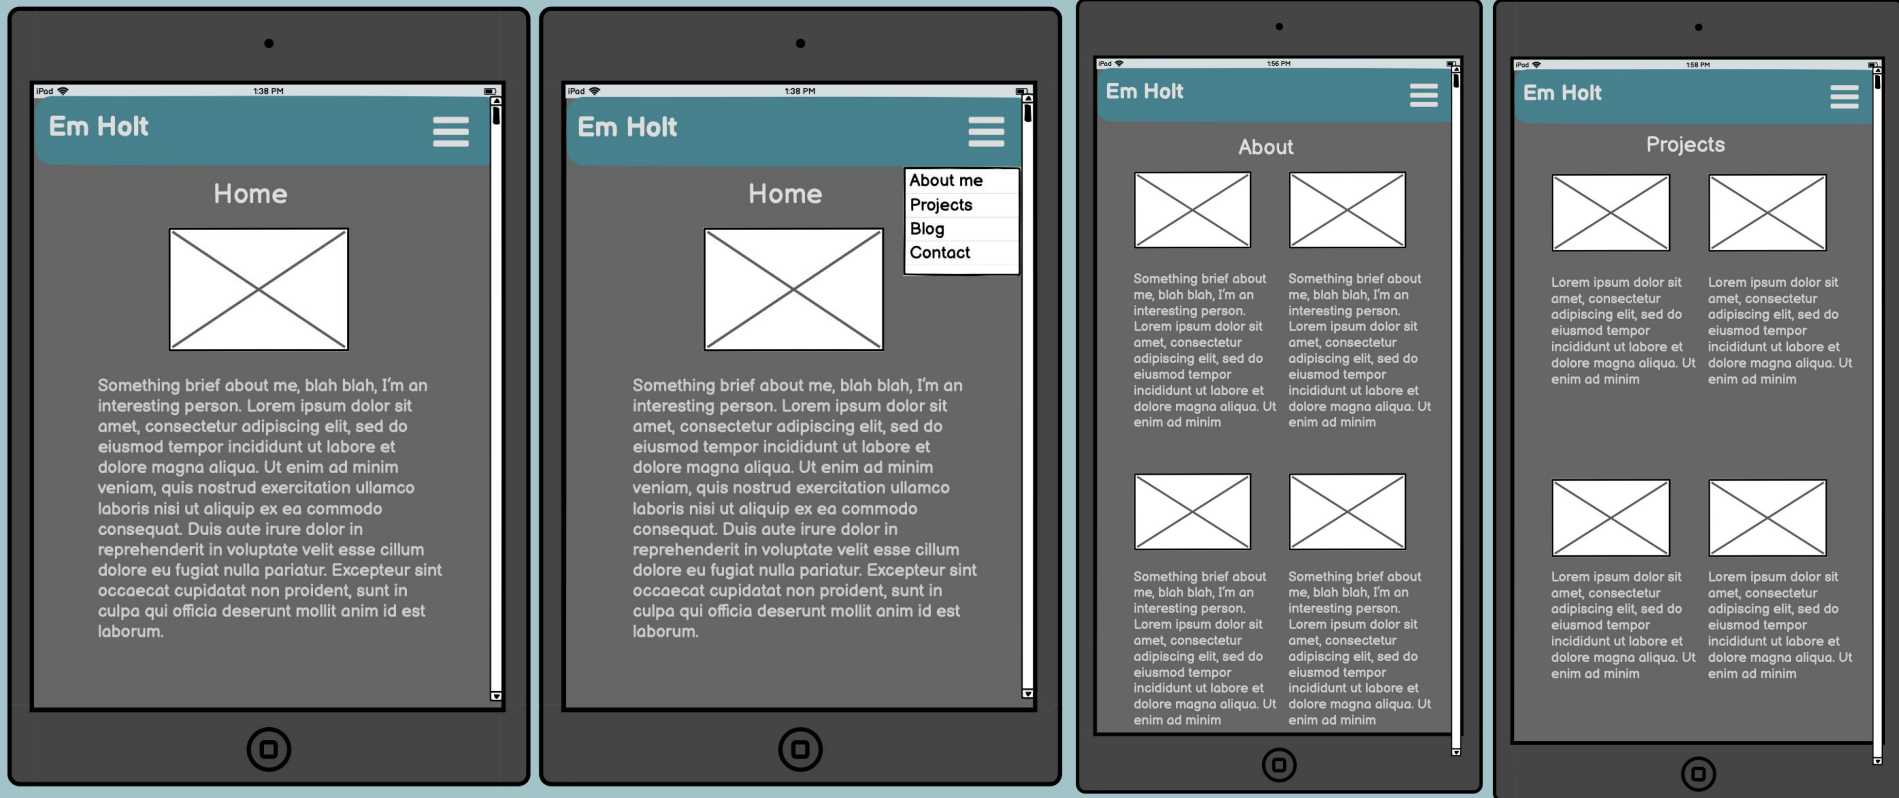 iPad 1:38 PM
Em Holt
Home
Something brief about me, blah blah, I'm an
interesting person. Lorem ipsum dolor sit
amet, consectetur adipiscing elit, sed do
eiusmod tempor incididunt ut labore et
dolore magna aliqua. Ut enim ad minim
veniam, quis nostrud exercitation ullamco
laboris nisi ut aliquip ex ea commodo
consequat. Duis aute irure dolor in
reprehenderit in voluptate velit esse cillum
dolore eu fugiat nulla pariatur. Excepteur sint
occaecat cupidatat non proident, sunt in
culpa qui officia deserunt mollit anim id est
laborum.
iPad 1:38 PM
Em Holt
Home
About me
Projects
Blog
Contact
Something brief about me, blah blah, I'm an
interesting person. Lorem ipsum dolor sit
amet, consectetur adipiscing elit, sed do
eiusmod tempor incididunt ut labore et
dolore magna aliqua. Ut enim ad minim
veniam, quis nostrud exercitation ullamco
laboris nisi ut aliquip ex ea commodo
consequat. Duis aute irure dolor in
reprehenderit in voluptate velit esse cillum
dolore eu fugiat nulla pariatur. Excepteur sint
occaecat cupidatat non proident, sunt in
culpa qui officia deserunt mollit anim id est
laborum.
iPad 1:56 PM
Em Holt
About
Something brief about
me, blah blah, I'm an
interesting person.
Lorem ipsum dolor sit
amet, consectetur
adipiscing elit, sed do
eiusmod tempor
incididunt ut labore et
dolore magna aliqua. Ut
enim ad minim
Something brief about
me, blah blah, I'm an
interesting person.
Lorem ipsum dolor sit
amet, consectetur
adipiscing elit, sed do
eiusmod tempor
incididunt ut labore et
dolore magna aliqua. Ut
enim ad minim
Something brief about
me, blah blah, I'm an
interesting person.
Lorem ipsum dolor sit
amet, consectetur
adipiscing elit, sed do
eiusmod tempor
incididunt ut labore et
dolore magna aliqua. Ut
enim ad minim
Something brief about
me, blah blah, I'm an
interesting person.
Lorem ipsum dolor sit
amet, consectetur
adipiscing elit, sed do
eiusmod tempor
incididunt ut labore et
dolore magna aliqua. Ut
enim ad minim
iPad 1:58 PM
Em Holt
Projects
Lorem ipsum dolor sit
amet, consectetur
adipiscing elit, sed do
eiusmod tempor
incididunt ut labore et
dolore magna aliqua. Ut
enim ad minim
Lorem ipsum dolor sit
amet, consectetur
adipiscing elit, sed do
eiusmod tempor
incididunt ut labore et
dolore magna aliqua. Ut
enim ad minim
Lorem ipsum dolor sit
amet, consectetur
adipiscing elit, sed do
eiusmod tempor
incididunt ut labore et
dolore magna aliqua. Ut
enim ad minim
Lorem ipsum dolor sit
amet, consectetur
adipiscing elit, sed do
eiusmod tempor
incididunt ut labore et
dolore magna aliqua. Ut
enim ad minim